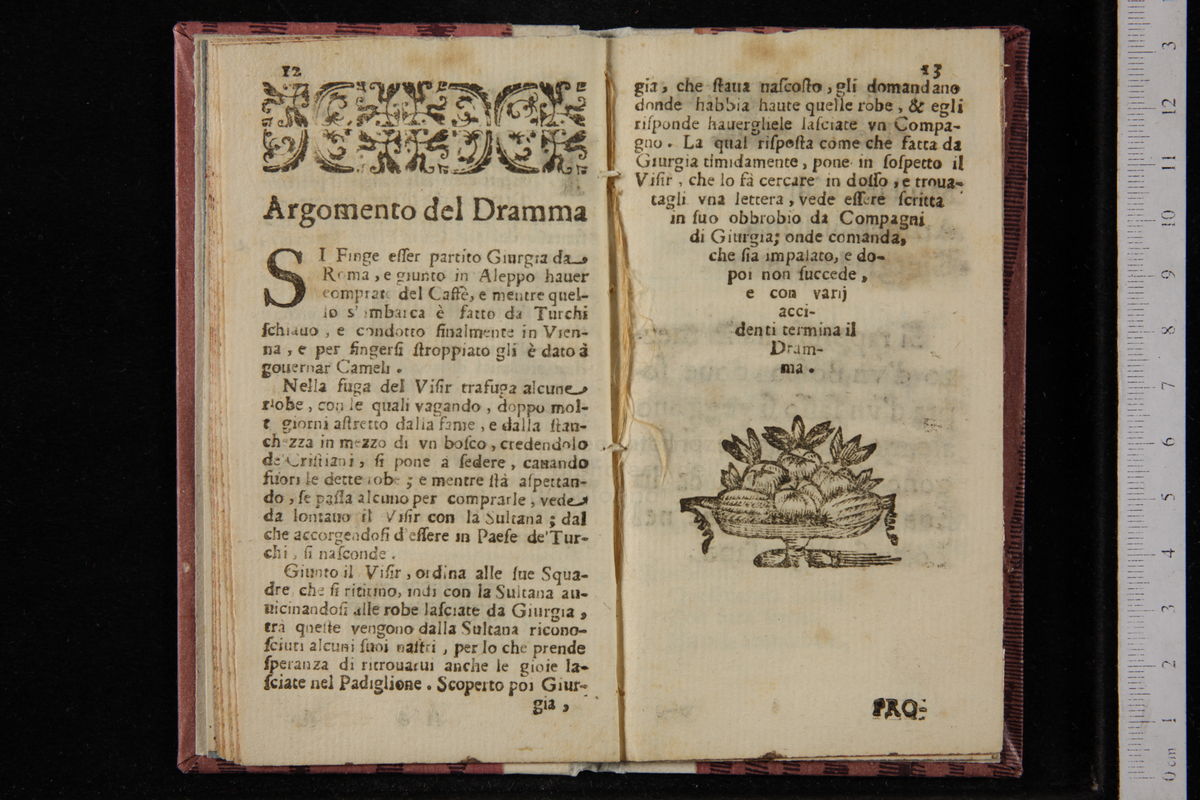 12
Argomento del Dramma
SI Finge eſſer partito Giurgia da
Roma, e giunto in Aleppo hauer
comprato del Caffè, e mentre quel-
lo s'imbarca è fatto da Turchi
ſchiauo, e condotto finalmente in Vien-
na, e per fingerſi ſtroppiato gli è dato à
gouernar Cameli.
Nella fuga del Viſir trafuga alcune
robe, con le quali vagando, doppo mol-
ti giorni aſtretto dalla fame, e dalla ſtan-
chezza in mezzo di vn boſco, credendolo
de' Criſtiani, ſi pone a ſedere, cauando
fuori le dette robe; e mentre ſtà aſpettan-
do, ſe paſſa alcuno per comprarle, vede
da lontano il Viſir con la Sultana; dal
che accorgendoſi d'eſſere in Paeſe de'Tur-
chi, ſi naſconde.
Giunto il Viſir, ordina alle ſue Squa-
dre che ſi ritirino, indi con la Sultana au-
uicinandoſi alle robe laſciate da Giurgia,
trà queſte vengono dalla Sultana ricono-
ſciuti alcuni ſuoi naſtri, per lo che prende
ſperanza di ritrouarui anche le gioie la-
ſciate nel Padiglione. Scoperto poi Giur-
gia,
13
gia, che ſtaua naſcoſto, gli domandano
donde habbia haute quelle robe, & egli
riſponde hauerghele laſciate vn Compa-
gno. La qual riſpoſta come che fatta da
Giurgia timidamente, pone in ſoſpetto il
Viſir, che lo fà cercare in doſſo, e troua-
tagli vna lettera, vede eſſere ſcritta
in ſuo obbrobio da Compagni
di Giurgia; onde comanda,
che ſia impalato, e do-
poi non ſuccede,
e con varij
acci-
denti termina il
Dram-
ma.
PRO-